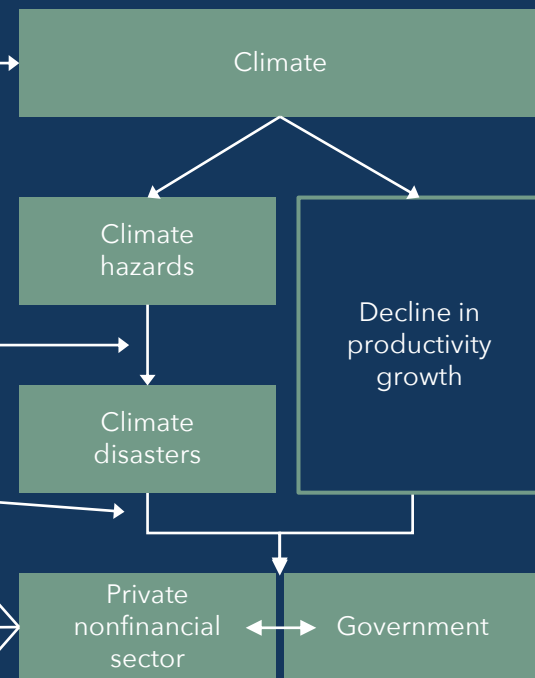 Climate
Climate
hazards
Decline in
productivity
growth
Climate
disasters
Private
nonfinancial
sector
Government